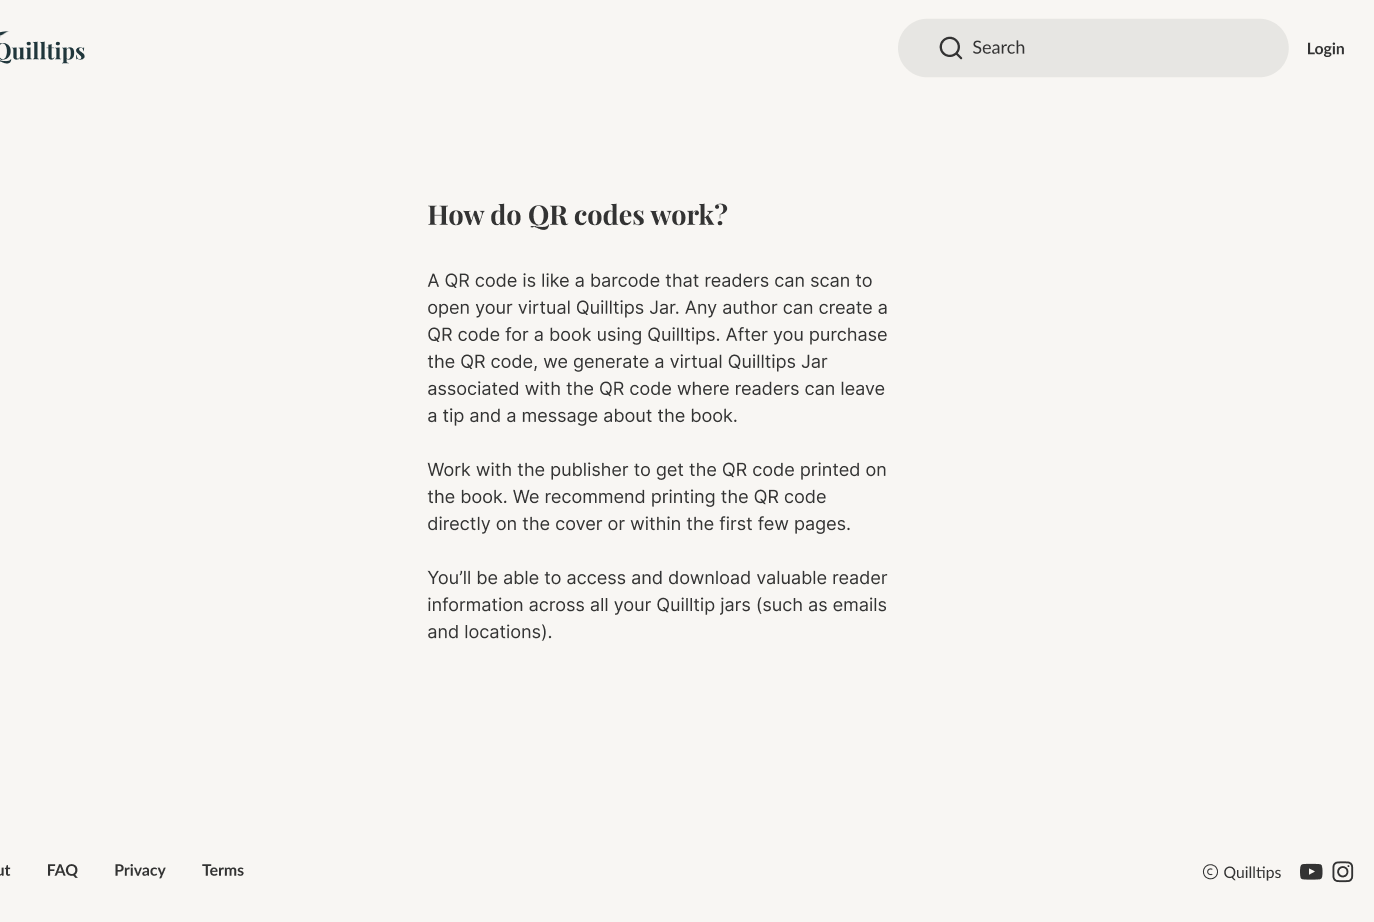 Quilltips
Search
Login
How do QR codes work?
A QR code is like a barcode that readers can scan to
open your virtual Quilltips Jar. Any author can create a
QR code for a book using Quilltips. After you purchase
the QR code, we generate a virtual Quilltips Jar
associated with the QR code where readers can leave
a tip and a message about the book.
Work with the publisher to get the QR code printed on
the book. We recommend printing the QR code
directly on the cover or within the first few pages.
You’ll be able to access and download valuable reader
information across all your Quilltip jars (such as emails
and locations).
FAQ
Privacy
Terms
© Quilltips